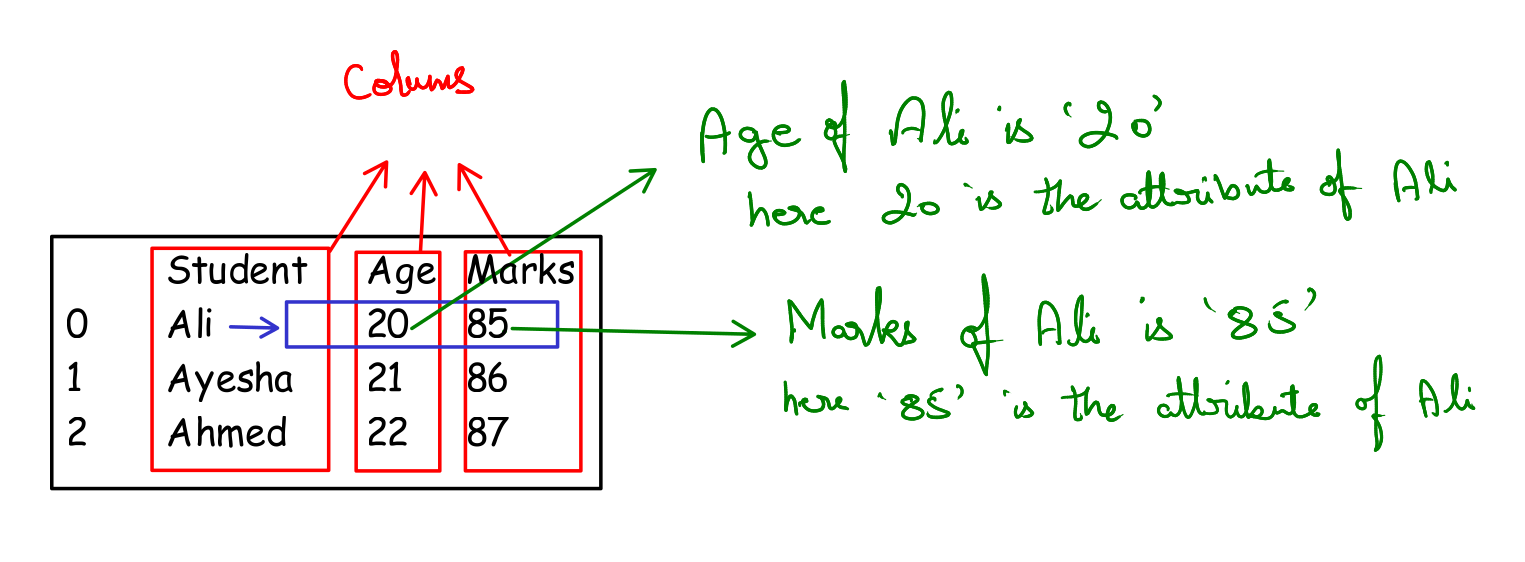 Colums
Age of Ali is '20'
here 20 is the attribute of Ali
Student Age Marks
0 Ali 20 85
1 Ayesha 21 86
2 Ahmed 22 87
Marks of Ali is '85'
here '85' is the attribute of Ali